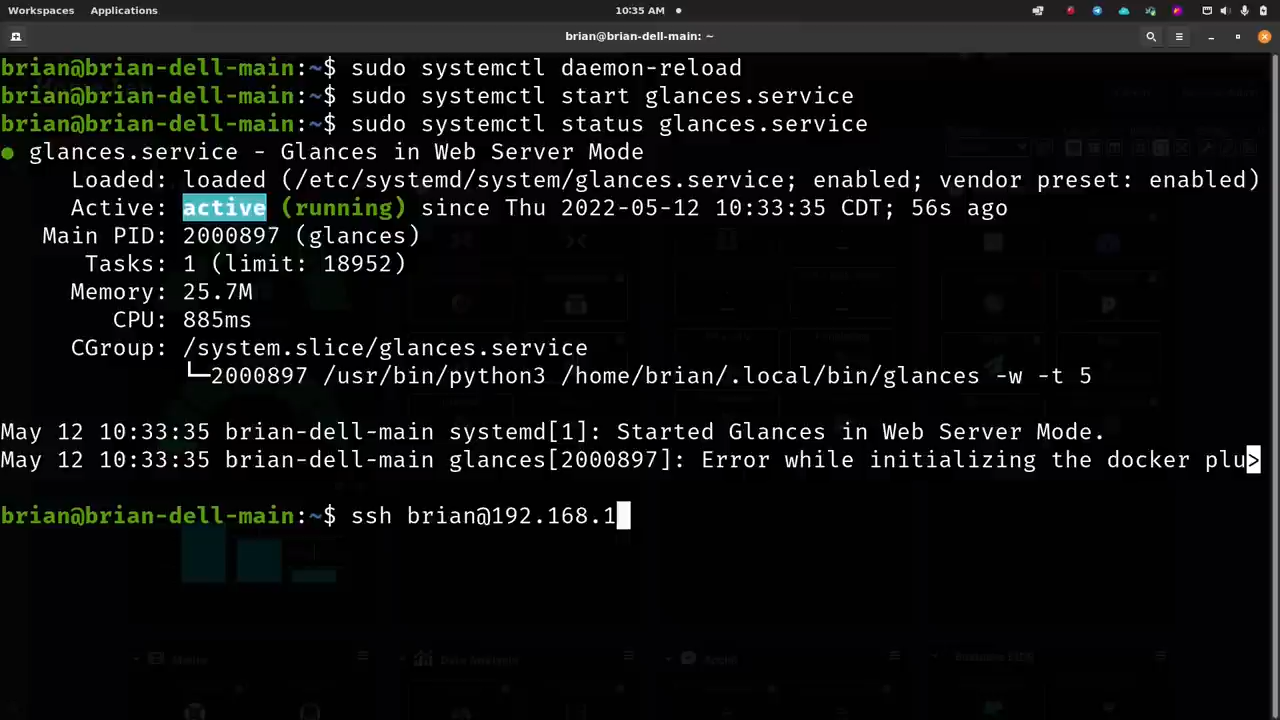 Workspaces Applications 10:35 AM
brian@brian-dell-main: ~
brian@brian-dell-main:~$ sudo systemctl daemon-reload
brian@brian-dell-main:~$ sudo systemctl start glances.service
brian@brian-dell-main:~$ sudo systemctl status glances.service
● glances.service - Glances in Web Server Mode
Loaded: loaded (/etc/systemd/system/glances.service; enabled; vendor preset: enabled)
Active: active (running) since Thu 2022-05-12 10:33:35 CDT; 56s ago
Main PID: 2000897 (glances)
Tasks: 1 (limit: 18952)
Memory: 25.7M
CPU: 885ms
CGroup: /system.slice/glances.service
└─2000897 /usr/bin/python3 /home/brian/.local/bin/glances -w -t 5
May 12 10:33:35 brian-dell-main systemd[1]: Started Glances in Web Server Mode.
May 12 10:33:35 brian-dell-main glances[2000897]: Error while initializing the docker plu>
brian@brian-dell-main:~$ ssh brian@192.168.1
Data Analysis